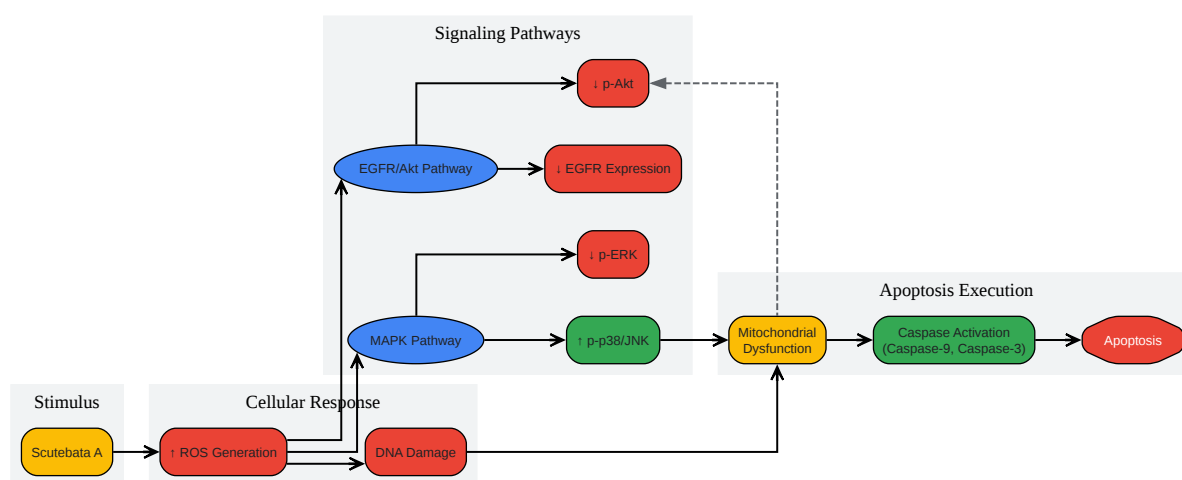 Signaling Pathways
↓ p-Akt
EGFR/Akt Pathway
↓ EGFR Expression
↓ p-ERK
MAPK Pathway
↑ p-p38/JNK
Apoptosis Execution
Mitochondrial
Dysfunction
Caspase Activation
(Caspase-9, Caspase-3)
Apoptosis
Stimulus
Scutebata A
Cellular Response
↑ ROS Generation
DNA Damage